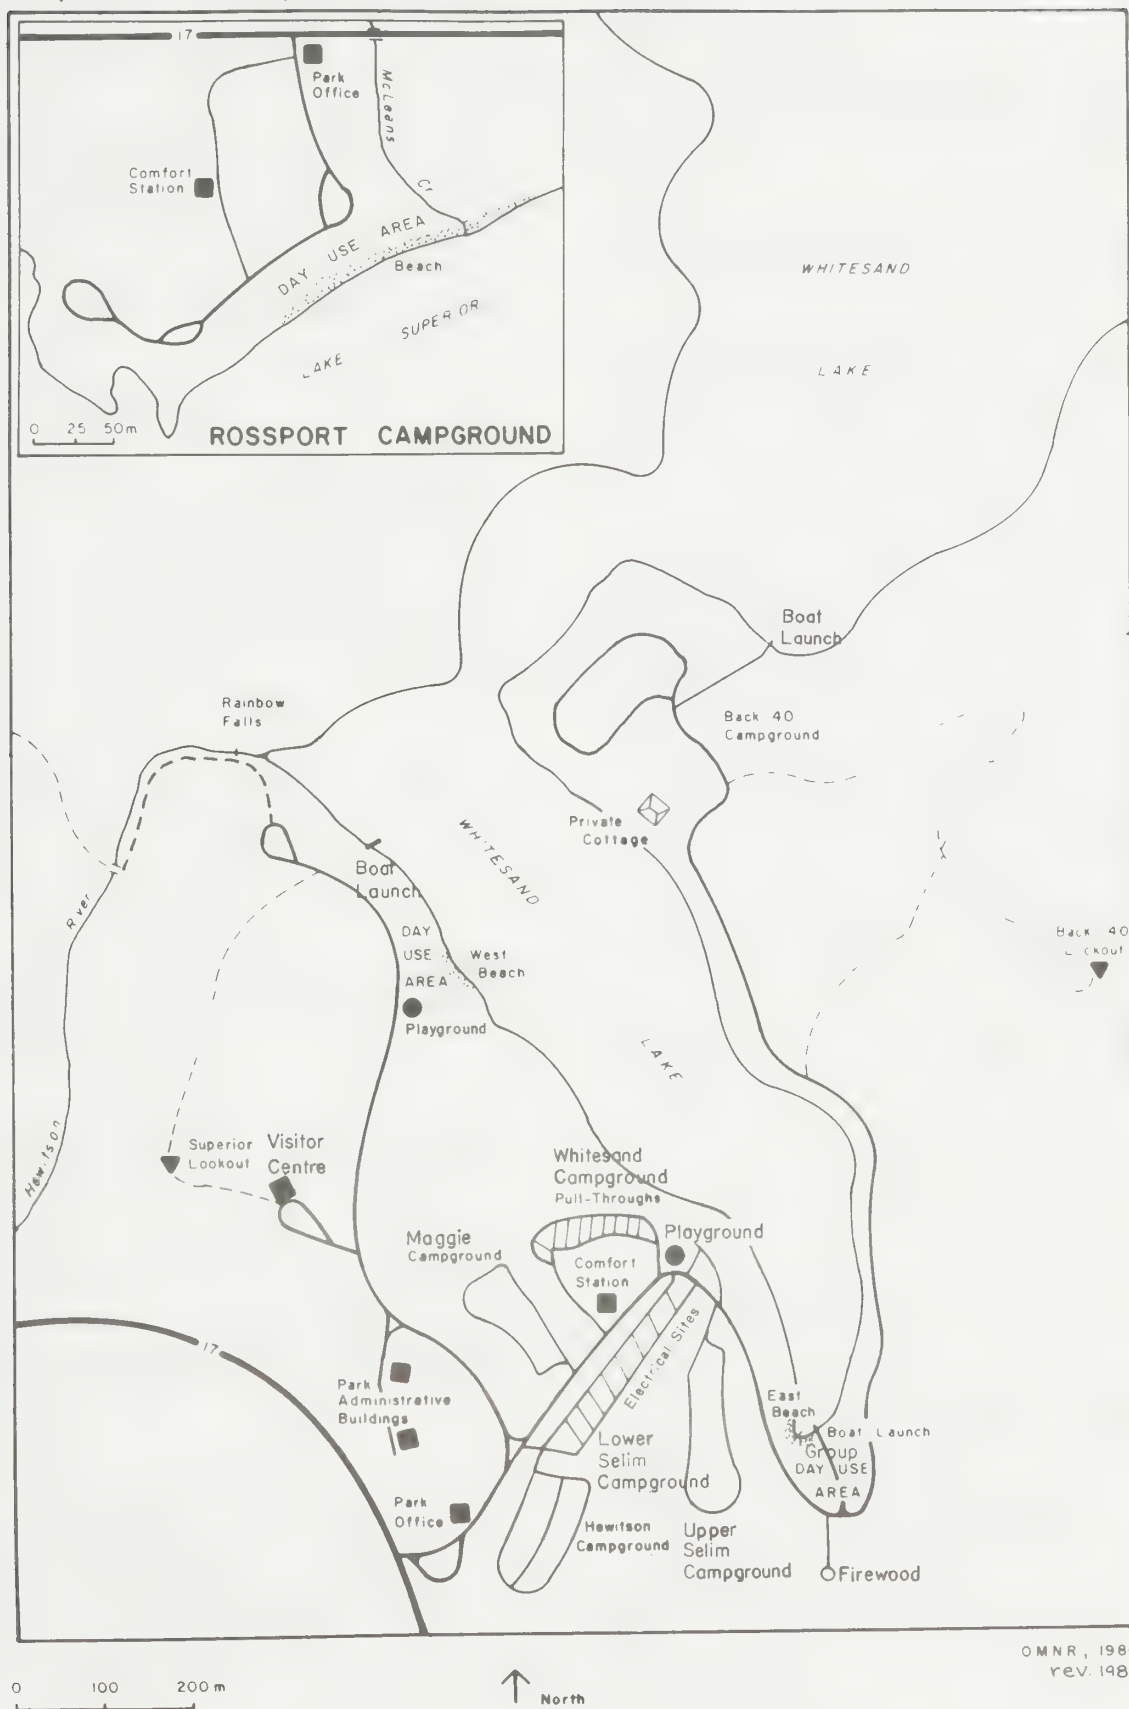 17
Park
Office
McLeans
Cr
Comfort
Station
DAY USE AREA
Beach
LAKE SUPERIOR
0 25 50m
ROSSPORT CAMPGROUND
WHITESAND
LAKE
Boat
Launch
Rainbow
Falls
Back 40
Campground
Private
Cottage
WHITESAND
LAKE
Boat
Launch
River
Hewitson
DAY
USE
AREA
West
Beach
Playground
Back 40
Superior
Lookout
Visitor
Centre
Whitesand
Campground
Pull-Throughs
Maggie
Campground
Playground
Comfort
Station
Electrical Sites
17
Park
Administrative
Buildings
East
Beach
Boat Launch
Group
DAY USE
AREA
Lower
Selim
Campground
Park
Office
Hewitson
Campground
Upper
Selim
Campground
Firewood
OMNR, 198
rev. 198
0 100 200 m
North